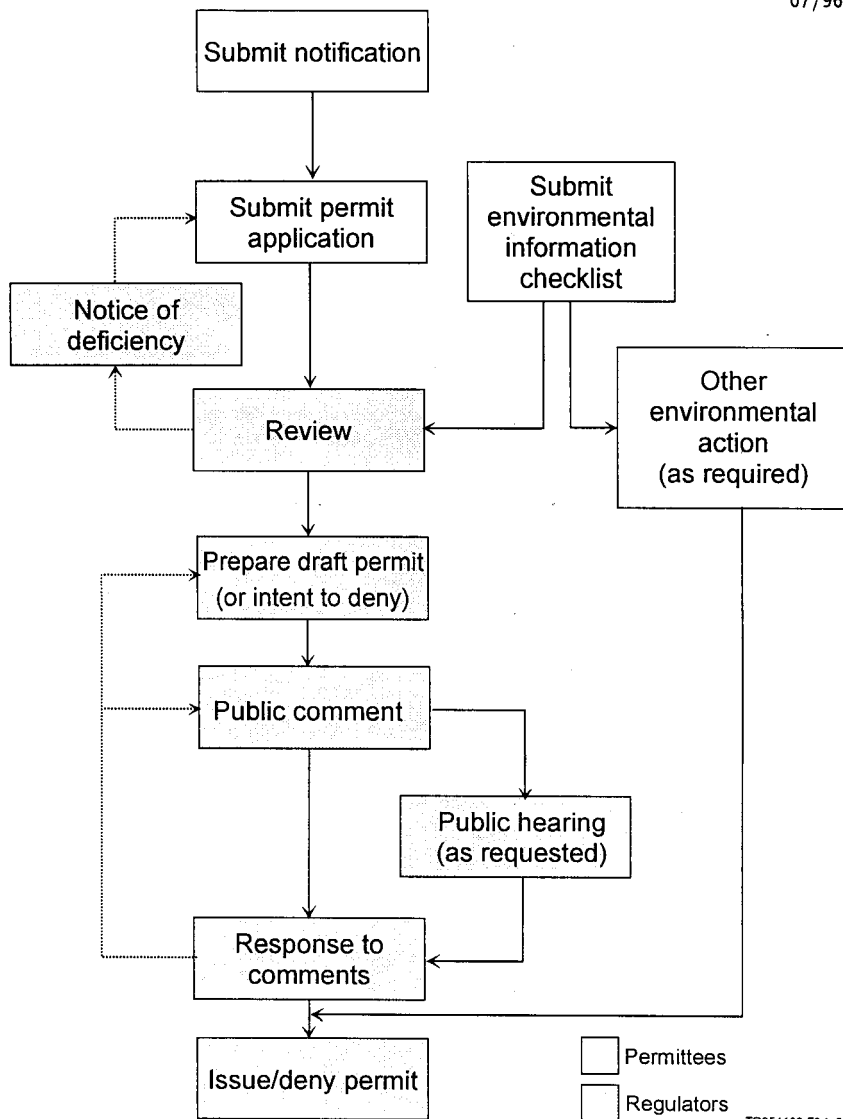 07/96
Submit notification
Submit permit
application
Submit
environmental
information
checklist
Notice of
deficiency
Other
environmental
action
(as required)
Review
Prepare draft permit
(or intent to deny)
Public comment
Public hearing
(as requested)
Response to
comments
Issue/deny permit
Permittees
Regulators